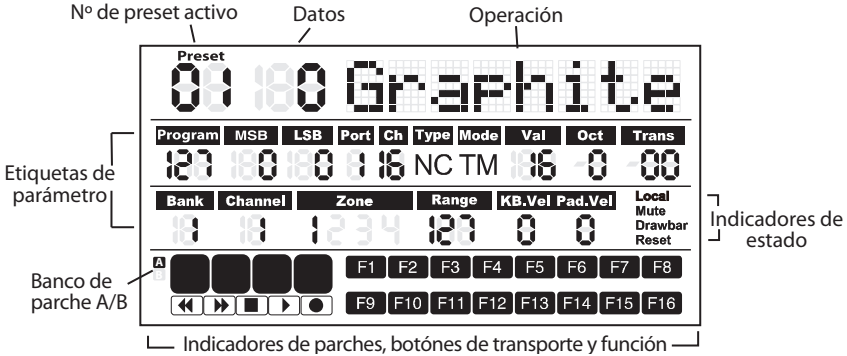 Nº de preset activo
Datos
Operación
Preset
01 0 Graphite
Program MSB LSB Port Ch Type Mode Val Oct Trans
127 0 0 1 16 NC TM 16 -0 -00
Etiquetas de
parámetro
Bank Channel Zone Range KB.Vel Pad.Vel
1 1 1 2 3 4 127 0 0
Local
Mute
Drawbar
Reset
Indicadores de
estado
Banco de
parche A/B
A
B
F1 F2 F3 F4 F5 F6 F7 F8
F9 F10 F11 F12 F13 F14 F15 F16
Indicadores de parches, botónes de transporte y función